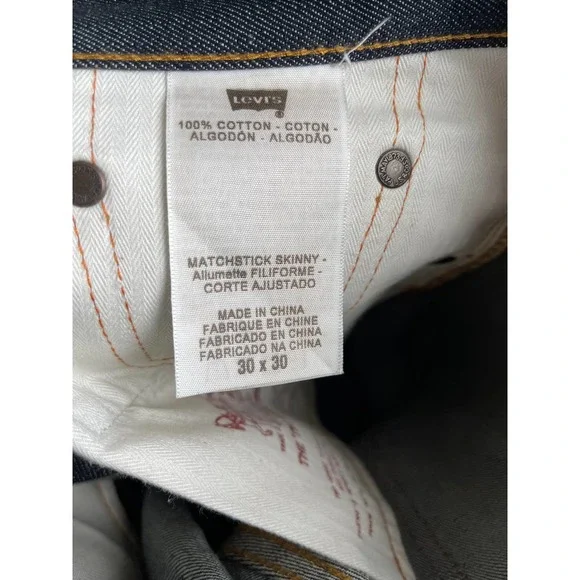 Levi's
®
100% COTTON - COTON -
ALGODÓN - ALGODÃO
MATCHSTICK SKINNY -
Allumette FILIFORME -
CORTE AJUSTADO
MADE IN CHINA
FABRIQUE EN CHINE
FABRICADO EN CHINA
FABRICADO NA CHINA
30 x 30
THE